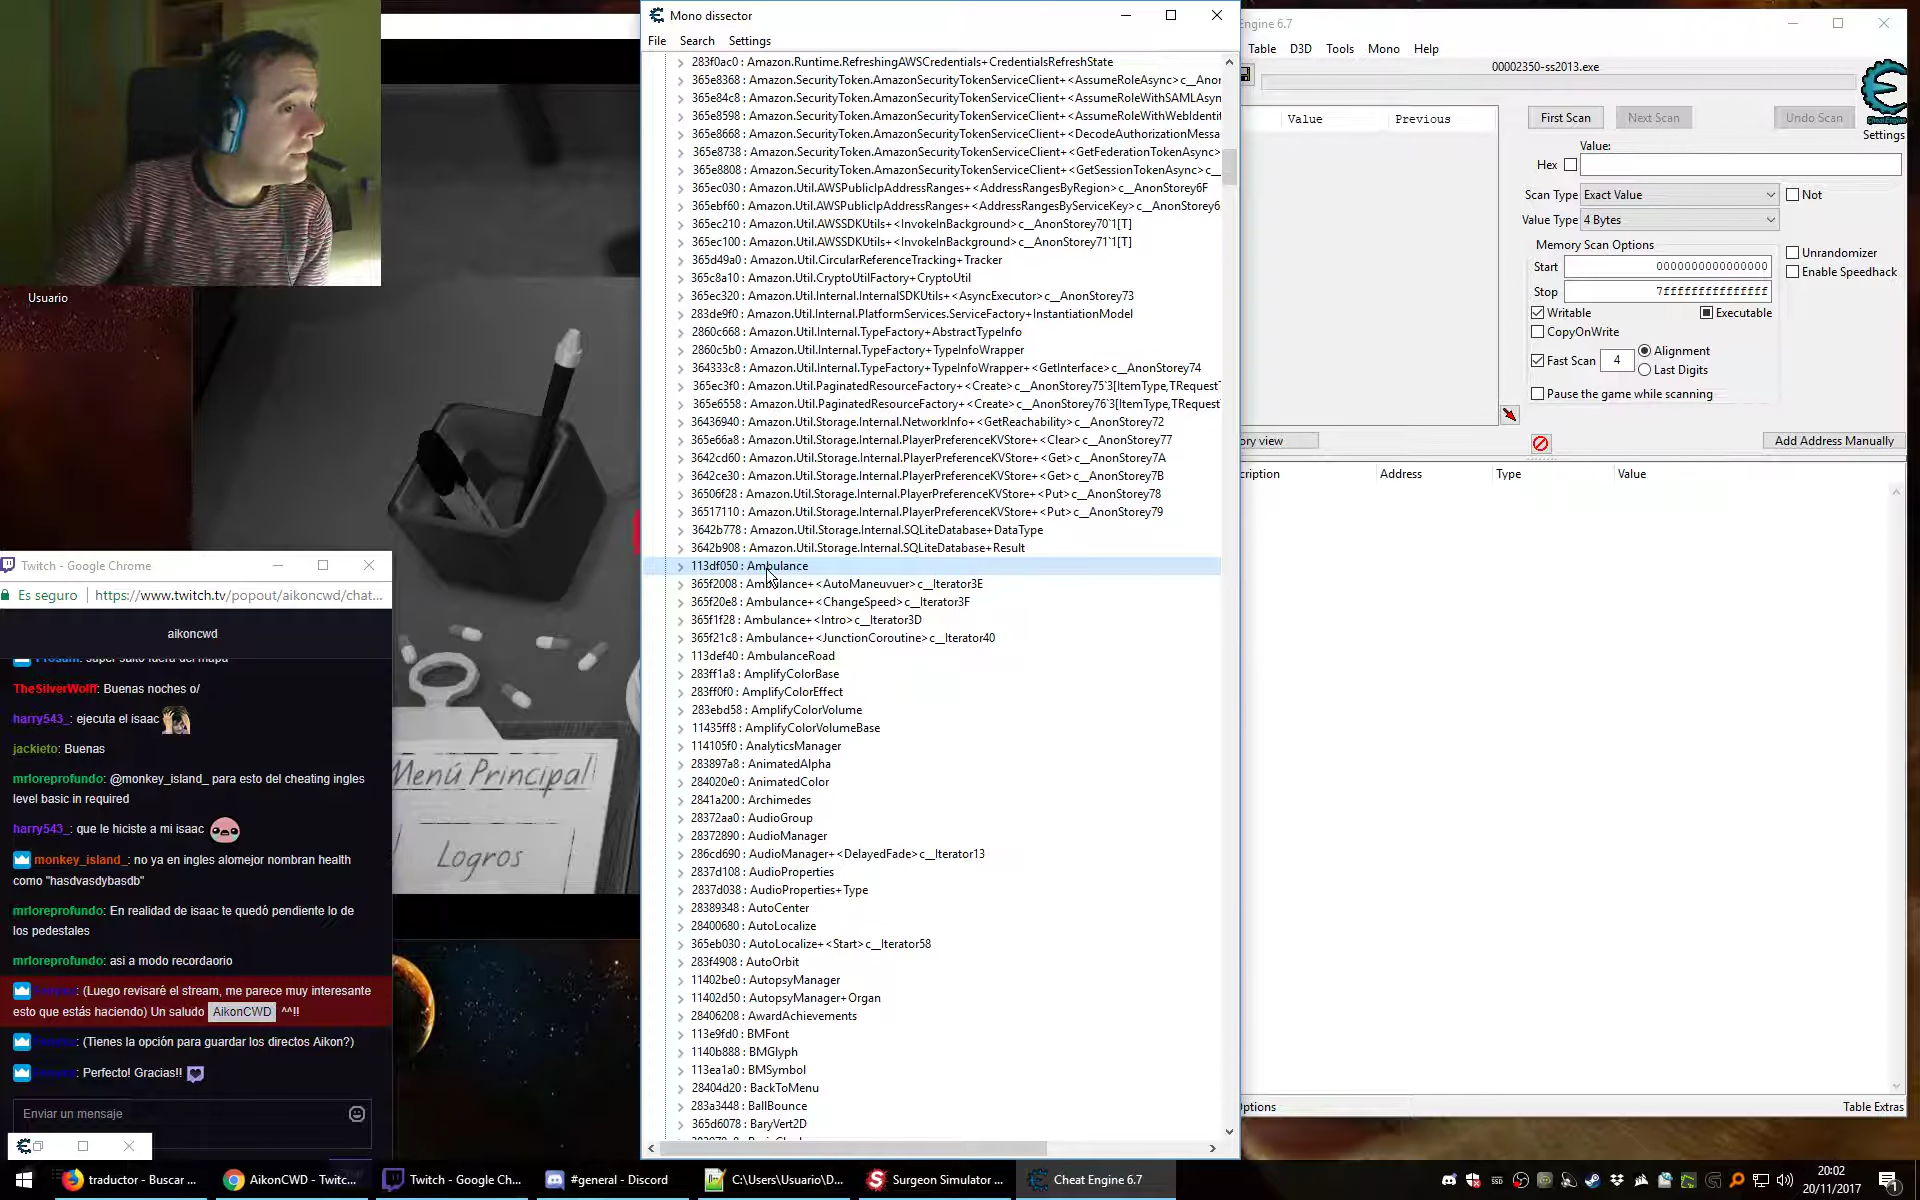 Mono dissector
File Search Settings
283f0ac0 : Amazon.Runtime.RefreshingAWSCredentials+CredentialsRefreshState
365e8368 : Amazon.SecurityToken.AmazonSecurityTokenServiceClient+<AssumeRoleAsync>c__Anon
365e84c8 : Amazon.SecurityToken.AmazonSecurityTokenServiceClient+<AssumeRoleWithSAMLAsyn
365e8598 : Amazon.SecurityToken.AmazonSecurityTokenServiceClient+<AssumeRoleWithWebIdentit
365e8668 : Amazon.SecurityToken.AmazonSecurityTokenServiceClient+<DecodeAuthorizationMessa
365e8738 : Amazon.SecurityToken.AmazonSecurityTokenServiceClient+<GetFederationTokenAsync>
365e8808 : Amazon.SecurityToken.AmazonSecurityTokenServiceClient+<GetSessionTokenAsync>c__
365ec030 : Amazon.Util.AWSPublicIpAddressRanges+<AddressRangesByRegion>c__AnonStorey6F
365ebf60 : Amazon.Util.AWSPublicIpAddressRanges+<AddressRangesByServiceKey>c__AnonStorey6
365ec210 : Amazon.Util.AWSSDKUtils+<InvokeInBackground>c__AnonStorey70`1[T]
365ec100 : Amazon.Util.AWSSDKUtils+<InvokeInBackground>c__AnonStorey71`1[T]
365d49a0 : Amazon.Util.CircularReferenceTracking+Tracker
365c8a10 : Amazon.Util.CryptoUtilFactory+CryptoUtil
365ec320 : Amazon.Util.Internal.InternalSDKUtils+<AsyncExecutor>c__AnonStorey73
283de9f0 : Amazon.Util.Internal.PlatformServices.ServiceFactory+InstantiationModel
2860c668 : Amazon.Util.Internal.TypeFactory+AbstractTypeInfo
2860c5b0 : Amazon.Util.Internal.TypeFactory+TypeInfoWrapper
364333c8 : Amazon.Util.Internal.TypeFactory+TypeInfoWrapper+<GetInterface>c__AnonStorey74
365ec3f0 : Amazon.Util.PaginatedResourceFactory+<Create>c__AnonStorey75`3[ItemType,TRequestT
365e6558 : Amazon.Util.PaginatedResourceFactory+<Create>c__AnonStorey76`3[ItemType,TRequest
36436940 : Amazon.Util.Storage.Internal.NetworkInfo+<GetReachability>c__AnonStorey72
365e66a8 : Amazon.Util.Storage.Internal.PlayerPreferenceKVStore+<Clear>c__AnonStorey77
3642cd60 : Amazon.Util.Storage.Internal.PlayerPreferenceKVStore+<Get>c__AnonStorey7A
3642ce30 : Amazon.Util.Storage.Internal.PlayerPreferenceKVStore+<Get>c__AnonStorey7B
36506f28 : Amazon.Util.Storage.Internal.PlayerPreferenceKVStore+<Put>c__AnonStorey78
36517110 : Amazon.Util.Storage.Internal.PlayerPreferenceKVStore+<Put>c__AnonStorey79
3642b778 : Amazon.Util.Storage.Internal.SQLiteDatabase+DataType
3642b908 : Amazon.Util.Storage.Internal.SQLiteDatabase+Result
113df050 : Ambulance
365f2008 : Ambulance+<AutoManeuvuer>c__Iterator3E
365f20e8 : Ambulance+<ChangeSpeed>c__Iterator3F
365f1f28 : Ambulance+<Intro>c__Iterator3D
365f21c8 : Ambulance+<JunctionCoroutine>c__Iterator40
113def40 : AmbulanceRoad
283ff1a8 : AmplifyColorBase
283ff0f0 : AmplifyColorEffect
283ebd58 : AmplifyColorVolume
11435ff8 : AmplifyColorVolumeBase
114105f0 : AnalyticsManager
283897a8 : AnimatedAlpha
284020e0 : AnimatedColor
2841a200 : Archimedes
28372aa0 : AudioGroup
28372890 : AudioManager
286cd690 : AudioManager+<DelayedFade>c__Iterator13
2837d108 : AudioProperties
2837d038 : AudioProperties+Type
28389348 : AutoCenter
28400680 : AutoLocalize
365eb030 : AutoLocalize+<Start>c__Iterator58
283f4908 : AutoOrbit
11402be0 : AutopsyManager
11402d50 : AutopsyManager+Organ
28406208 : AwardAchievements
113e9fd0 : BMFont
1140b888 : BMGlyph
113ea1a0 : BMSymbol
28404d20 : BackToMenu
283a3448 : BallBounce
365d6078 : BaryVert2D
Engine 6.7
Table D3D Tools Mono Help
00002350-ss2013.exe
Value Previous
First Scan Next Scan Undo Scan
Settings
Value:
Hex
Scan Type Exact Value Not
Value Type 4 Bytes
Memory Scan Options
Start 0000000000000000
Stop 7fffffffffffffff
Unrandomizer
Enable Speedhack
Writable Executable
CopyOnWrite
Fast Scan 4 Alignment
Last Digits
Pause the game while scanning
ory view Add Address Manually
cription Address Type Value
ptions Table Extras
Usuario
Menú Principal
Logros
Twitch - Google Chrome
Es seguro https://www.twitch.tv/popout/aikoncwd/chat...
aikoncwd
TheSilverWolff: Buenas noches o/
harry543_: ejecuta el isaac
jackieto: Buenas
mrloreprofundo: @monkey_island_ para esto del cheating ingles
level basic in required
harry543_: que le hiciste a mi isaac
monkey_island_: no ya en ingles alomejor nombran health
como "hasdvasdybasdb"
mrloreprofundo: En realidad de isaac te quedó pendiente lo de
los pedestales
mrloreprofundo: asi a modo recordaorio
(Luego revisaré el stream, me parece muy interesante
esto que estás haciendo) Un saludo AikonCWD ^^!!
(Tienes la opción para guardar los directos Aikon?)
Perfecto! Gracias!!
Enviar un mensaje
traductor - Buscar ...
AikonCWD - Twitc...
Twitch - Google Ch...
#general - Discord
C:\Users\Usuario\D...
Surgeon Simulator ...
Cheat Engine 6.7
20:02
20/11/2017